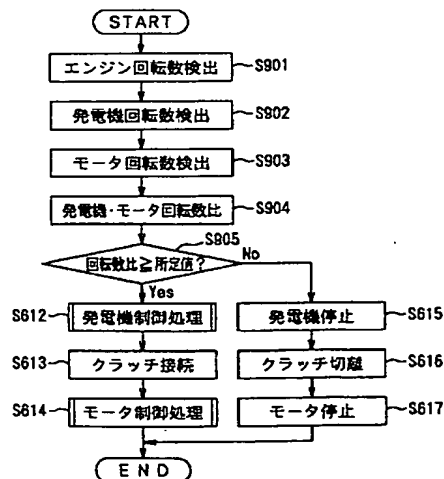 START
エンジン回転数検出 S901
発電機回転数検出 S902
モータ回転数検出 S903
発電機・モータ回転数比 S904
S905
回転数比≧所定値？ No
Yes
S612 発電機制御処理 発電機停止 S615
S613 クラッチ接続 クラッチ切離 S616
S614 モータ制御処理 モータ停止 S617
END